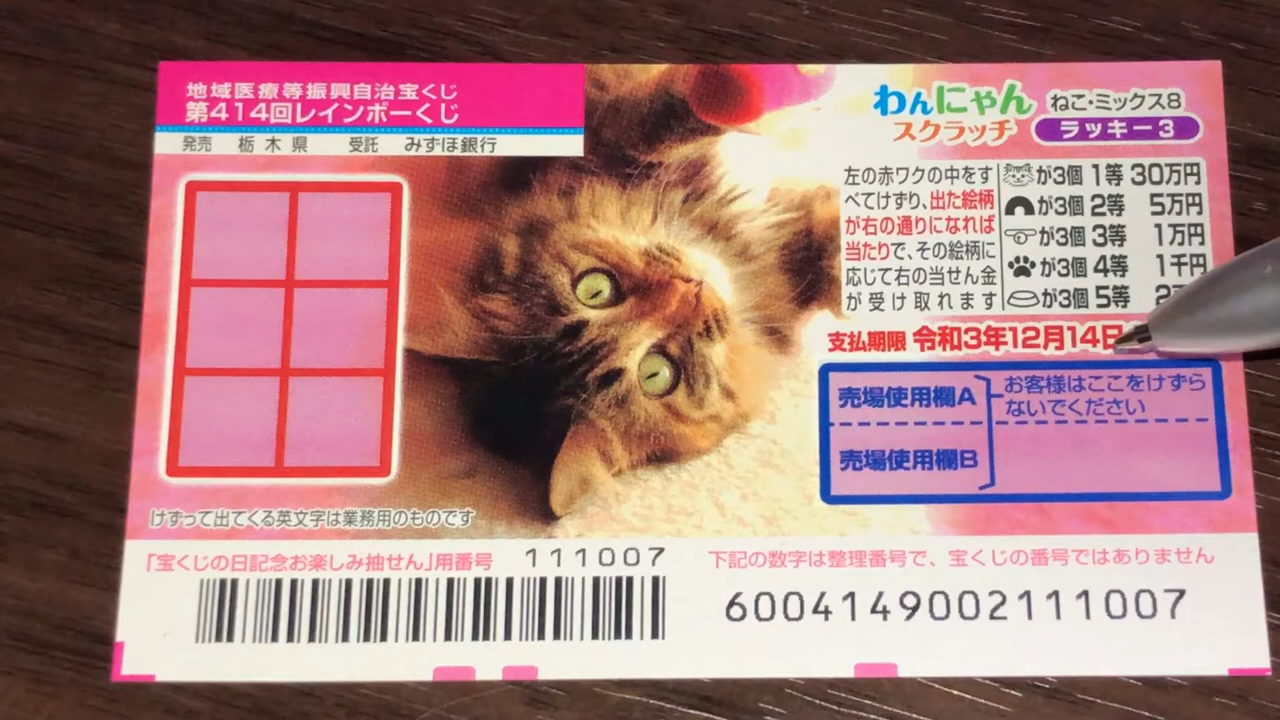 地域医療等振興自治宝くじ
第414回レインボーくじ
発売 栃木県 受託 みずほ銀行
わんにゃん
スクラッチ
ねこ・ミックス8
ラッキー3
左の赤ワクの中をす
べてけずり、出た絵柄
が右の通りになれば
当たりで、その絵柄に
応じて右の当せん金
が受け取れます
が3個 1等 30万円
が3個 2等 5万円
が3個 3等 1万円
が3個 4等 1千円
が3個 5等
支払期限 令和3年12月14日
売場使用欄A
お客様はここをけずら
ないでください
売場使用欄B
けずって出てくる英文字は業務用のものです
「宝くじの日記念お楽しみ抽せん」用番号 111007
下記の数字は整理番号で、宝くじの番号ではありません
6004149002111007